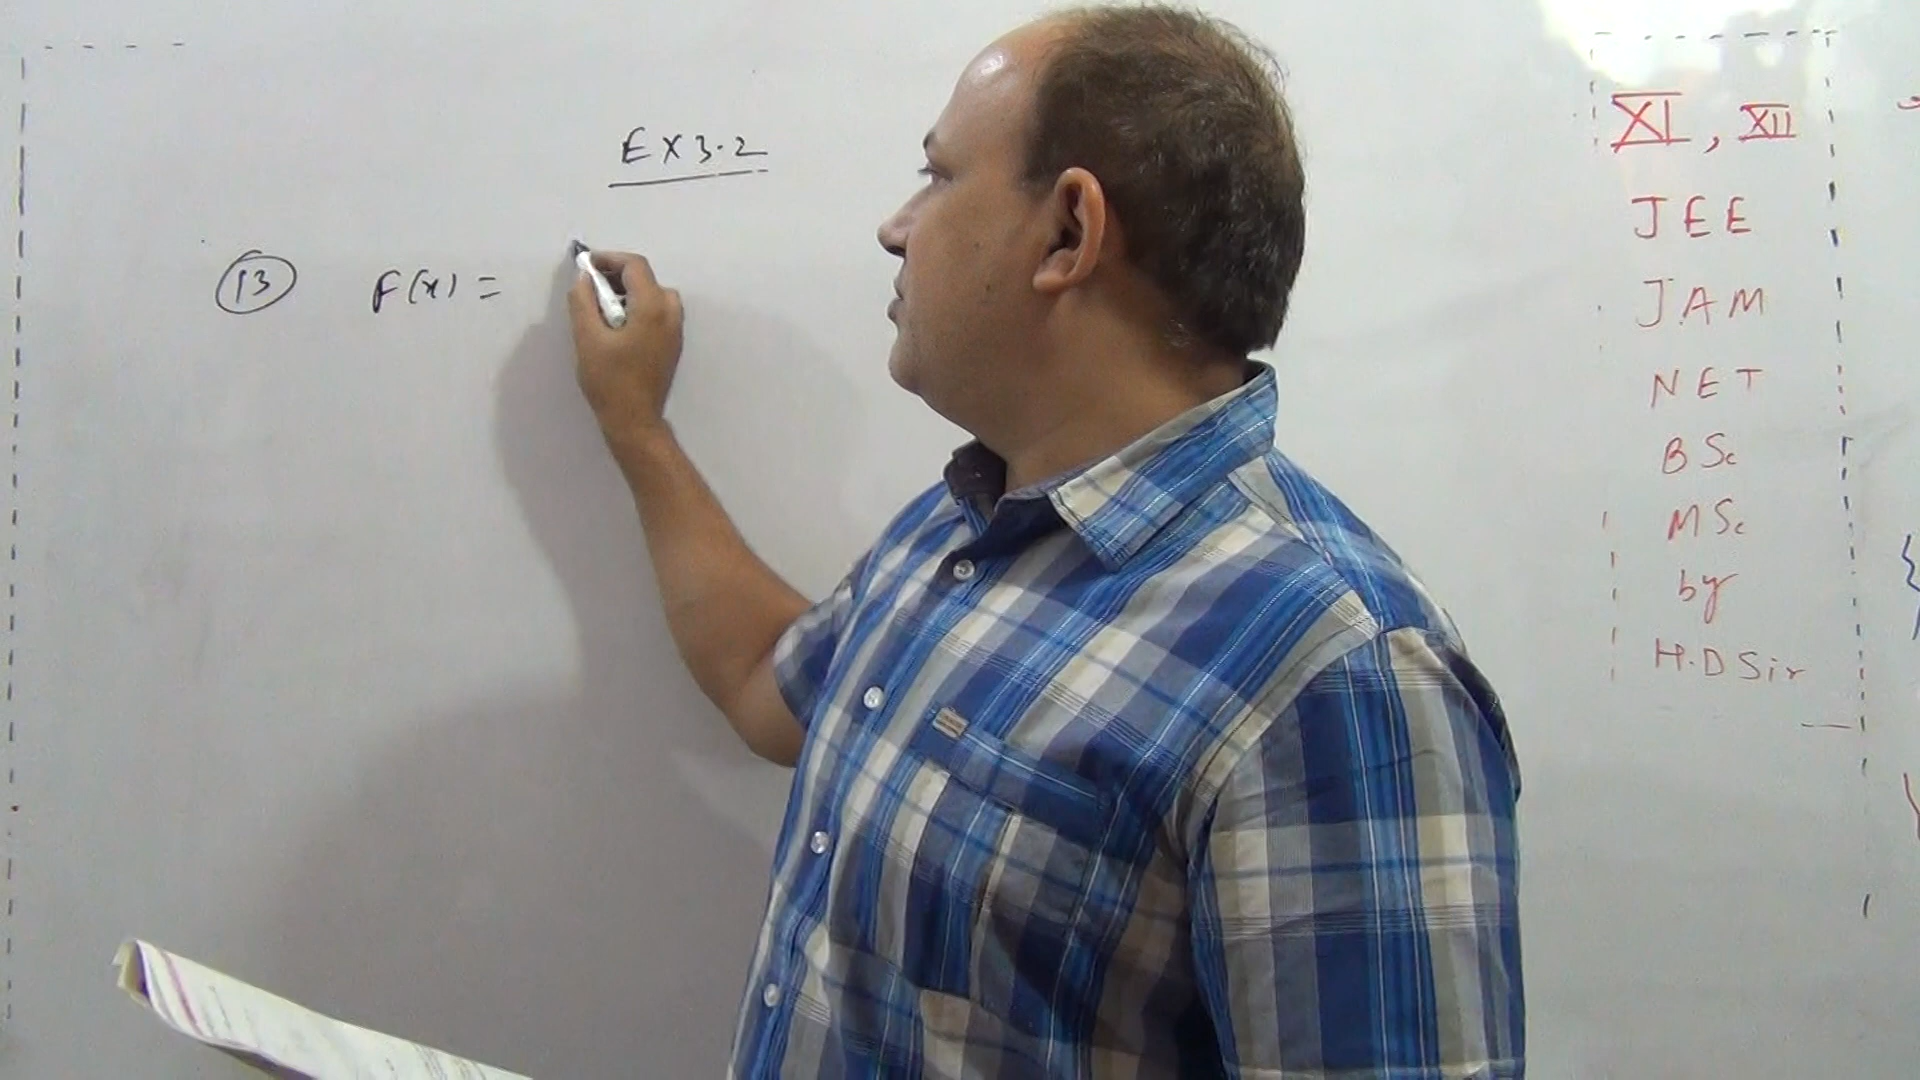 EX 3.2
13 F(x) =
XI, XII
JEE
JAM
NET
BSc
MSc
by
H.D Sir